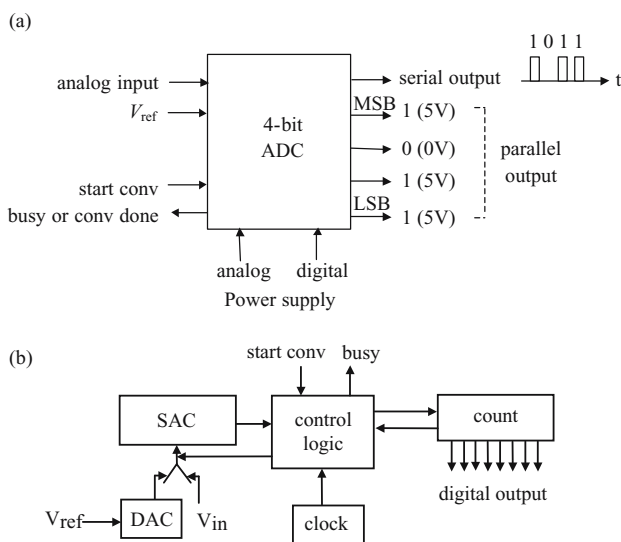 (a)
1 0 1 1
analog input
serial output
t
MSB
V_ref
1 (5V)
4-bit
ADC
0 (0V)
parallel
output
start conv
1 (5V)
LSB
busy or conv done
1 (5V)
analog digital
Power supply
(b)
start conv busy
SAC
control
logic
count
digital output
V_ref
DAC
V_in
clock